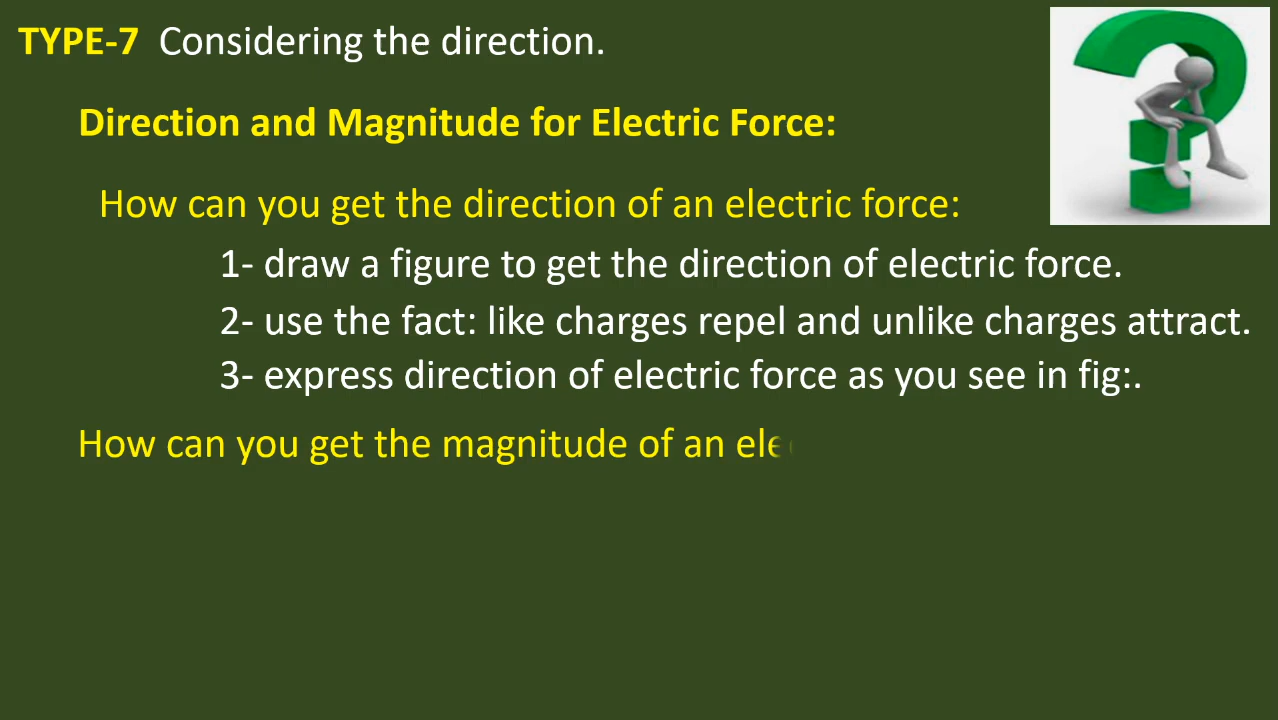 TYPE-7 Considering the direction.
Direction and Magnitude for Electric Force:
How can you get the direction of an electric force:
1- draw a figure to get the direction of electric force.
2- use the fact: like charges repel and unlike charges attract.
3- express direction of electric force as you see in fig:.
How can you get the magnitude of an ele